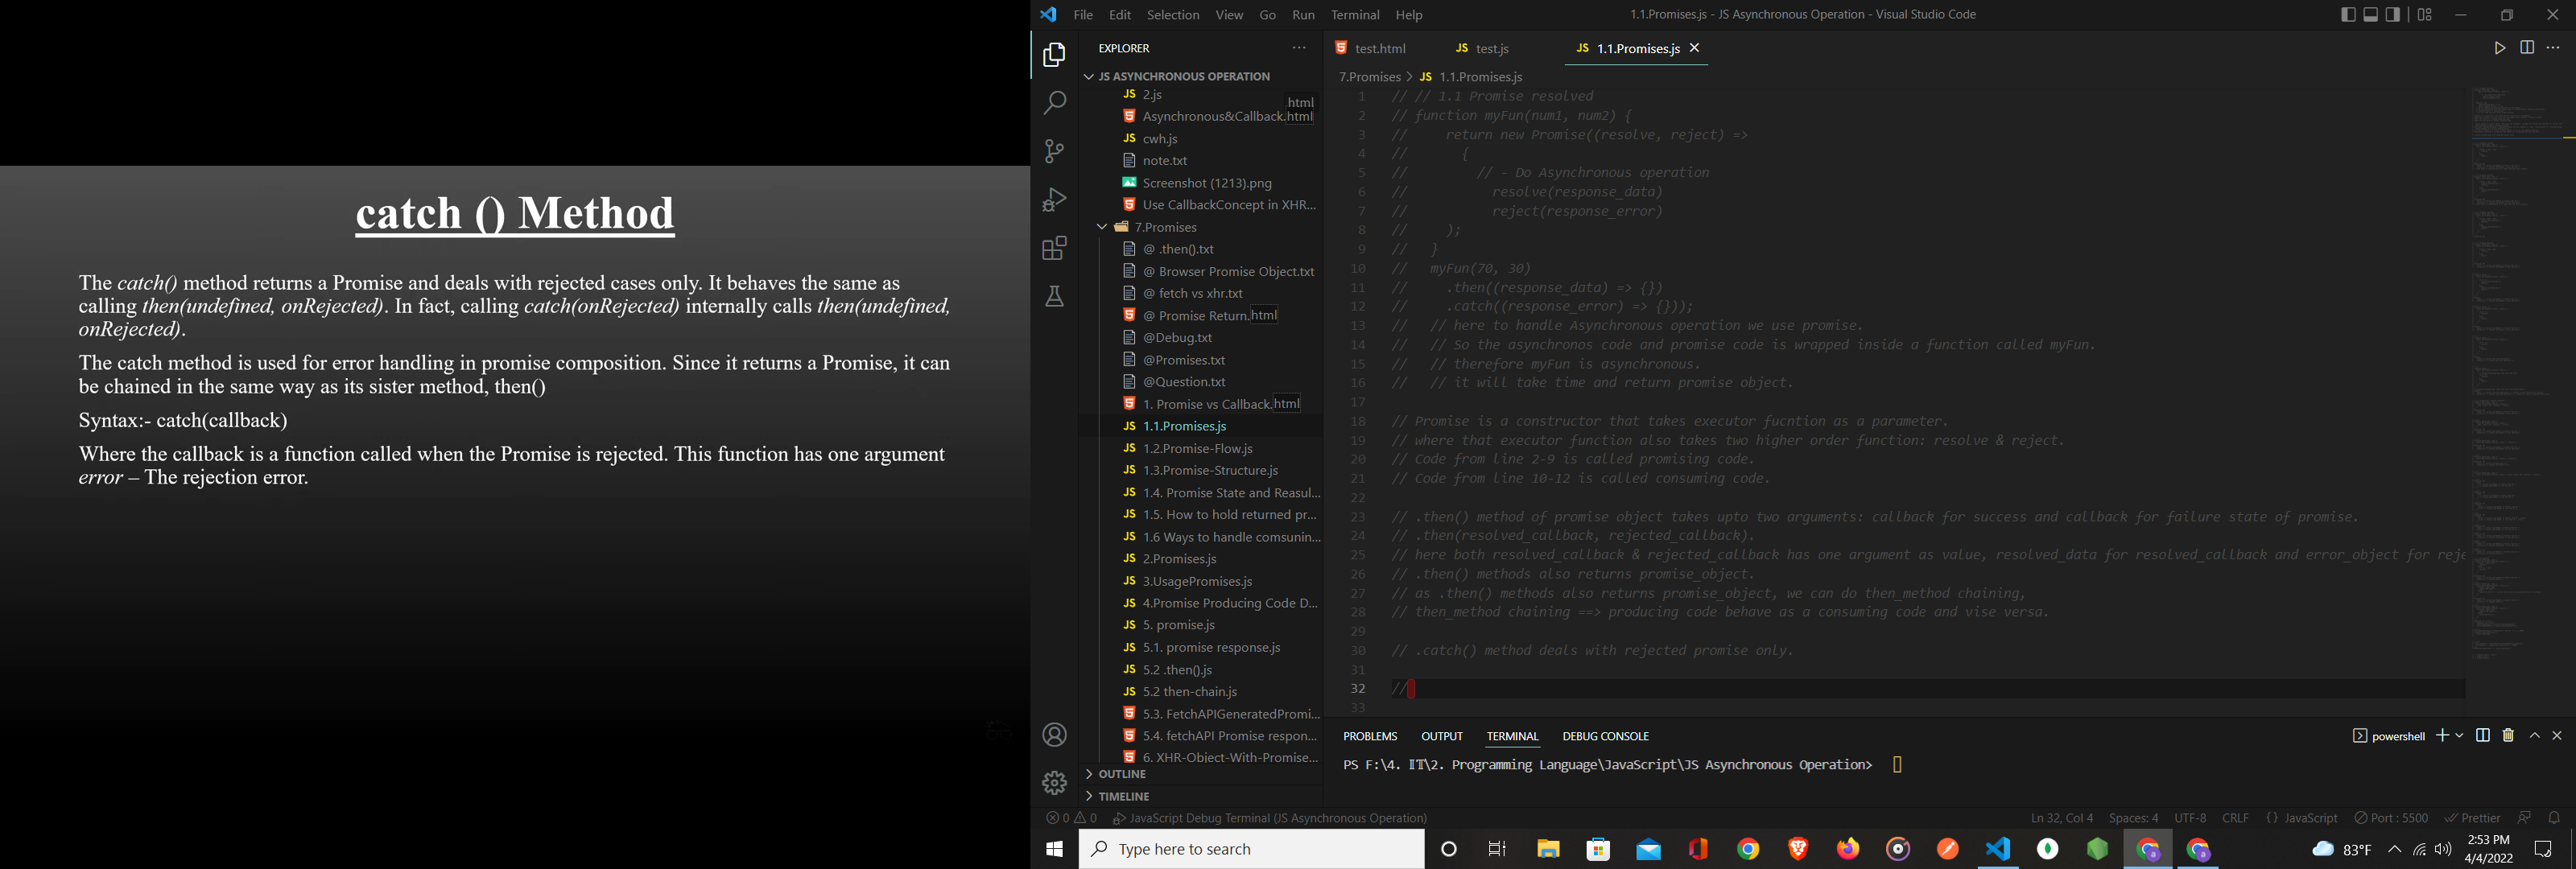 catch () Method
The catch() method returns a Promise and deals with rejected cases only. It behaves the same as
calling then(undefined, onRejected). In fact, calling catch(onRejected) internally calls then(undefined,
onRejected).
The catch method is used for error handling in promise composition. Since it returns a Promise, it can
be chained in the same way as its sister method, then()
Syntax:- catch(callback)
Where the callback is a function called when the Promise is rejected. This function has one argument
error – The rejection error.
File Edit Selection View Go Run Terminal Help
1.1.Promises.js - JS Asynchronous Operation - Visual Studio Code
EXPLORER
JS ASYNCHRONOUS OPERATION
JS 2.js
.html
Asynchronous&Callback.html
JS cwh.js
note.txt
Screenshot (1213).png
Use CallbackConcept in XHR...
7.Promises
@ .then().txt
@ Browser Promise Object.txt
@ fetch vs xhr.txt
@ Promise Return.html
@Debug.txt
@Promises.txt
@Question.txt
1. Promise vs Callback.html
JS 1.1.Promises.js
JS 1.2.Promise-Flow.js
JS 1.3.Promise-Structure.js
JS 1.4. Promise State and Reasul...
JS 1.5. How to hold returned pr...
JS 1.6 Ways to handle comsunin...
JS 2.Promises.js
JS 3.UsagePromises.js
JS 4.Promise Producing Code D...
JS 5. promise.js
JS 5.1. promise response.js
JS 5.2 .then().js
JS 5.2 then-chain.js
5.3. FetchAPIGeneratedPromi...
5.4. fetchAPI Promise respon...
6. XHR-Object-With-Promise...
OUTLINE
TIMELINE
test.html JS test.js JS 1.1.Promises.js
7.Promises > JS 1.1.Promises.js
1 // // 1.1 Promise resolved
2 // function myFun(num1, num2) {
3 //     return new Promise((resolve, reject) =>
4 //       {
5 //         // - Do Asynchronous operation
6 //           resolve(response_data)
7 //           reject(response_error)
8 //     );
9 //   }
10 //   myFun(70, 30)
11 //     .then((response_data) => {})
12 //     .catch((response_error) => {}));
13 //   // here to handle Asynchronous operation we use promise.
14 //   // So the asynchronos code and promise code is wrapped inside a function called myFun.
15 //   // therefore myFun is asynchronous.
16 //   // it will take time and return promise object.
17
18 // Promise is a constructor that takes executor fucntion as a parameter.
19 // where that executor function also takes two higher order function: resolve & reject.
20 // Code from line 2-9 is called promising code.
21 // Code from line 10-12 is called consuming code.
22
23 // .then() method of promise object takes upto two arguments: callback for success and callback for failure state of promise.
24 // .then(resolved_callback, rejected_callback).
25 // here both resolved_callback & rejected_callback has one argument as value, resolved_data for resolved_callback and error_object for reje
26 // .then() methods also returns promise_object.
27 // as .then() methods also returns promise_object, we can do then_method chaining,
28 // then_method chaining ==> producing code behave as a consuming code and vise versa.
29
30 // .catch() method deals with rejected promise only.
31
32 //
33
PROBLEMS OUTPUT TERMINAL DEBUG CONSOLE
powershell
PS F:\4. IT\2. Programming Language\JavaScript\JS Asynchronous Operation>
0 0 JavaScript Debug Terminal (JS Asynchronous Operation)
Ln 32, Col 4 Spaces: 4 UTF-8 CRLF {} JavaScript Port : 5500 Prettier
Type here to search
83°F
2:53 PM
4/4/2022